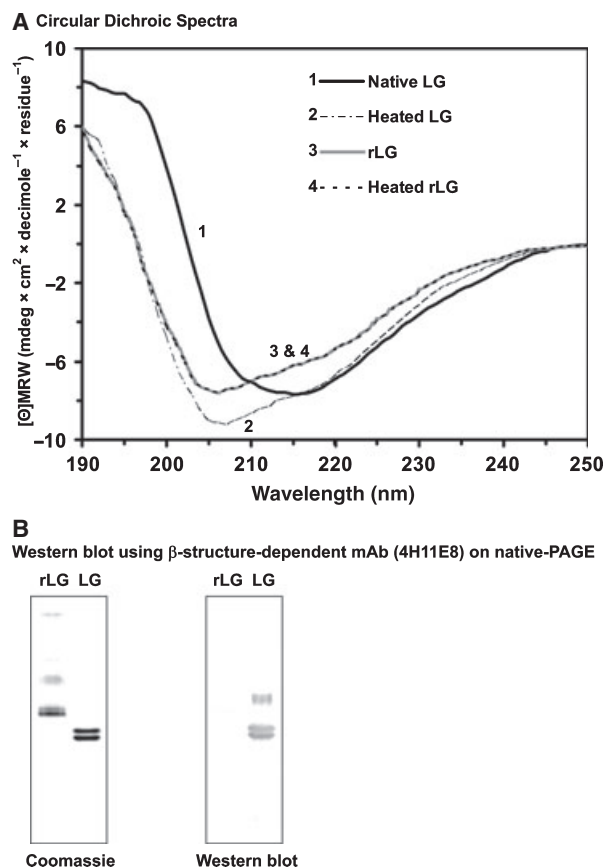 A Circular Dichroic Spectra
[Θ]MRW (mdeg × cm² × decimole⁻¹ × residue⁻¹)
10
6
2
−2
−6
−10
1 Native LG
2 Heated LG
3 rLG
4 Heated rLG
1
3 & 4
2
190 200 210 220 230 240 250
Wavelength (nm)
B
Western blot using β-structure-dependent mAb (4H11E8) on native-PAGE
rLG LG rLG LG
Coomassie Western blot